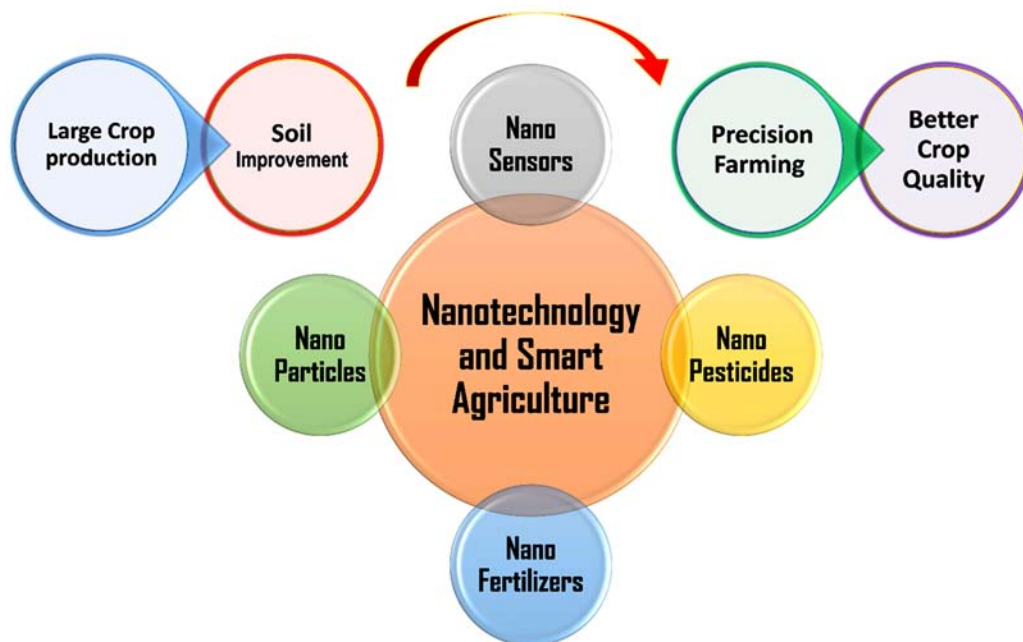 Large Crop
production
Soil
Improvement
Nano
Sensors
Precision
Farming
Better
Crop
Quality
Nano
Particles
Nanotechnology
and Smart
Agriculture
Nano
Pesticides
Nano
Fertilizers